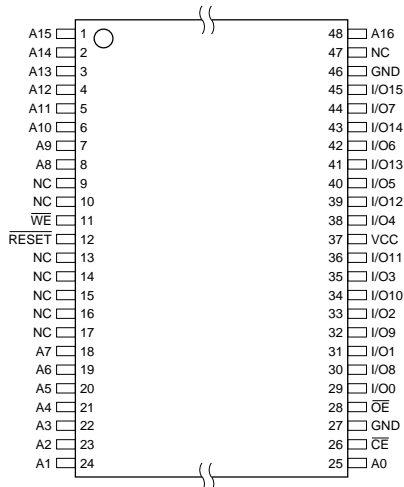 A15 1 48 A16
A14 2 47 NC
A13 3 46 GND
A12 4 45 I/O15
A11 5 44 I/O7
A10 6 43 I/O14
A9 7 42 I/O6
A8 8 41 I/O13
NC 9 40 I/O5
NC 10 39 I/O12
WE 11 38 I/O4
RESET 12 37 VCC
NC 13 36 I/O11
NC 14 35 I/O3
NC 15 34 I/O10
NC 16 33 I/O2
NC 17 32 I/O9
A7 18 31 I/O1
A6 19 30 I/O8
A5 20 29 I/O0
A4 21 28 OE
A3 22 27 GND
A2 23 26 CE
A1 24 25 A0